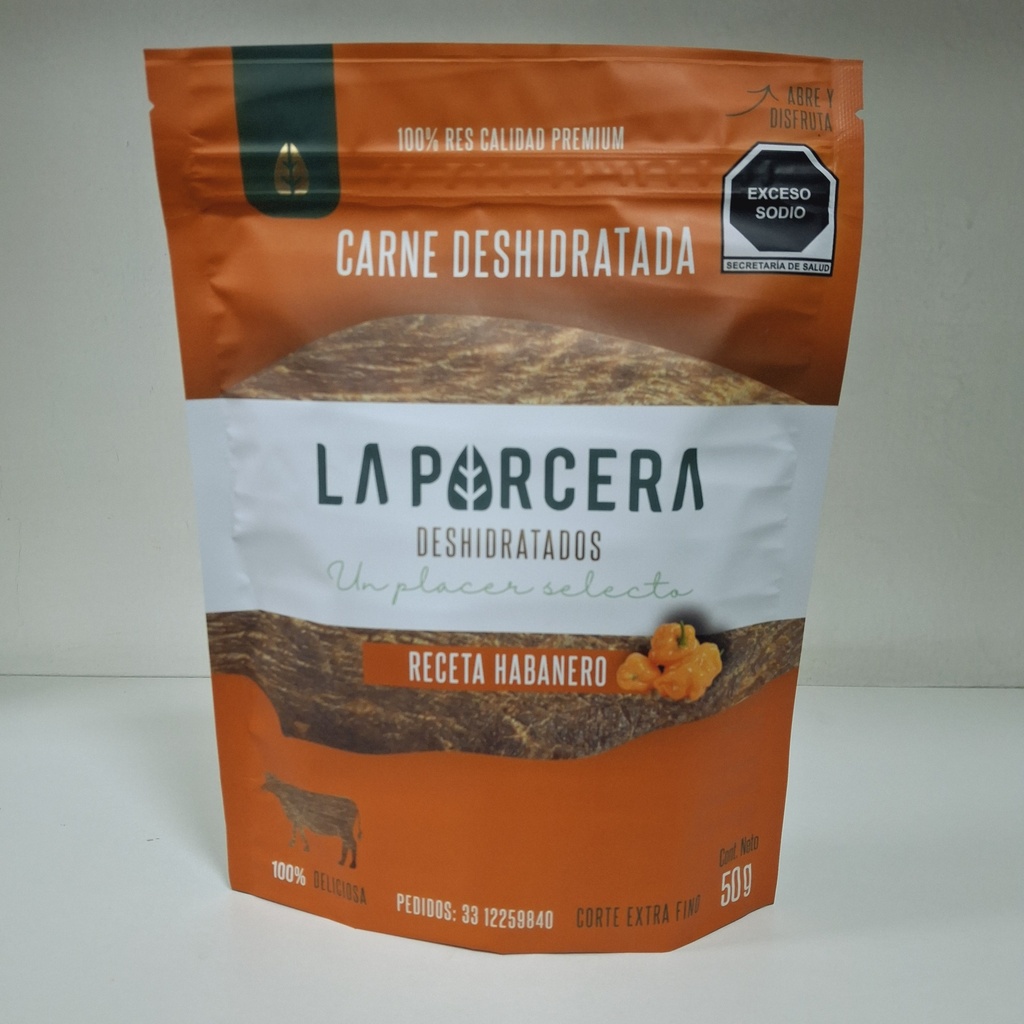 ABRE Y
DISFRUTA
100% RES CALIDAD PREMIUM
EXCESO
SODIO
SECRETARÍA DE SALUD
CARNE DESHIDRATADA
LA PARCERA
DESHIDRATADOS
Un placer selecto
RECETA HABANERO
100% DELICIOSA
PEDIDOS: 33 12259840
CORTE EXTRA FINO
Cont. Neto
50g